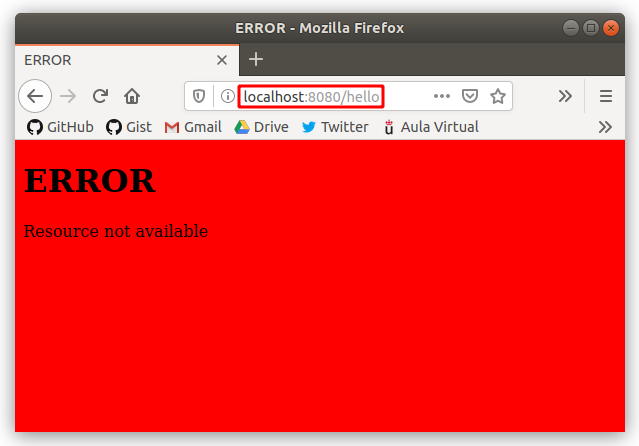 ERROR - Mozilla Firefox
ERROR
localhost:8080/hello
GitHub Gist Gmail Drive Twitter Aula Virtual
ERROR
Resource not available